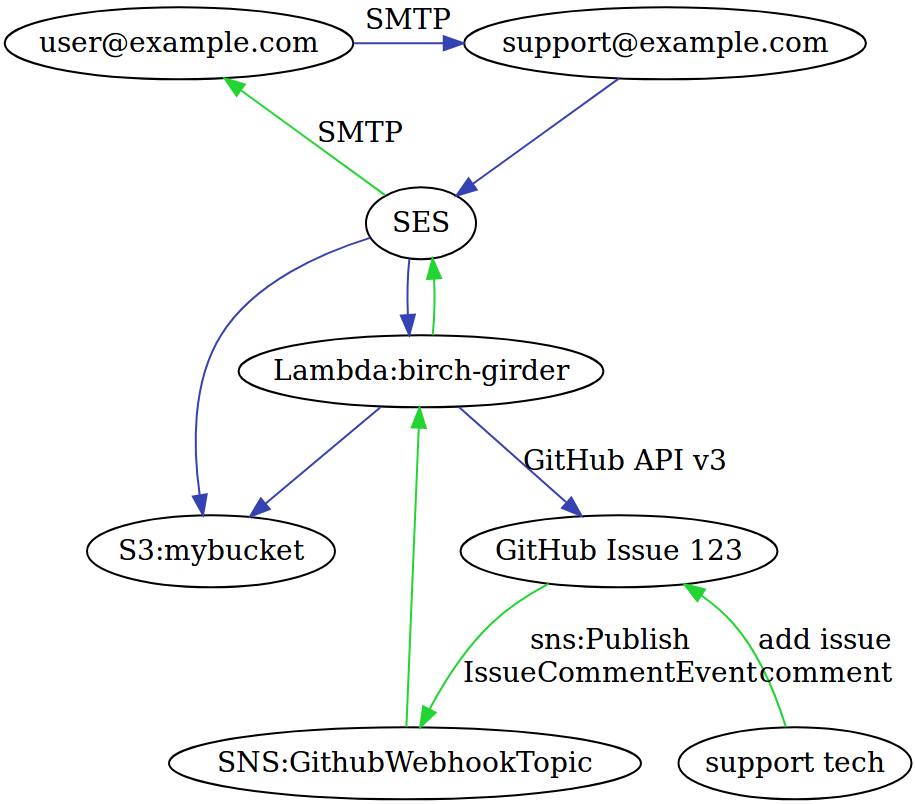 SMTP
user@example.com
support@example.com
SMTP
SES
Lambda:birch-girder
GitHub API v3
S3:mybucket
GitHub Issue 123
sns:Publish
IssueCommentEvent
add issue
comment
SNS:GithubWebhookTopic
support tech